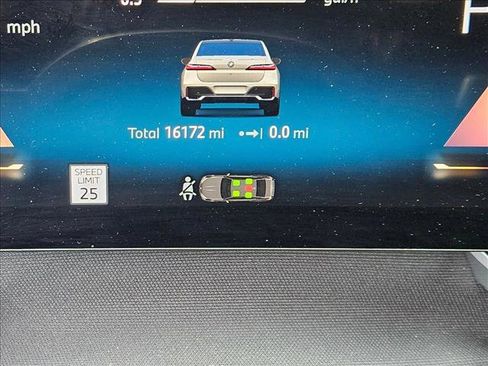 mph
Total 16172 mi 0.0 mi
SPEED
LIMIT
25